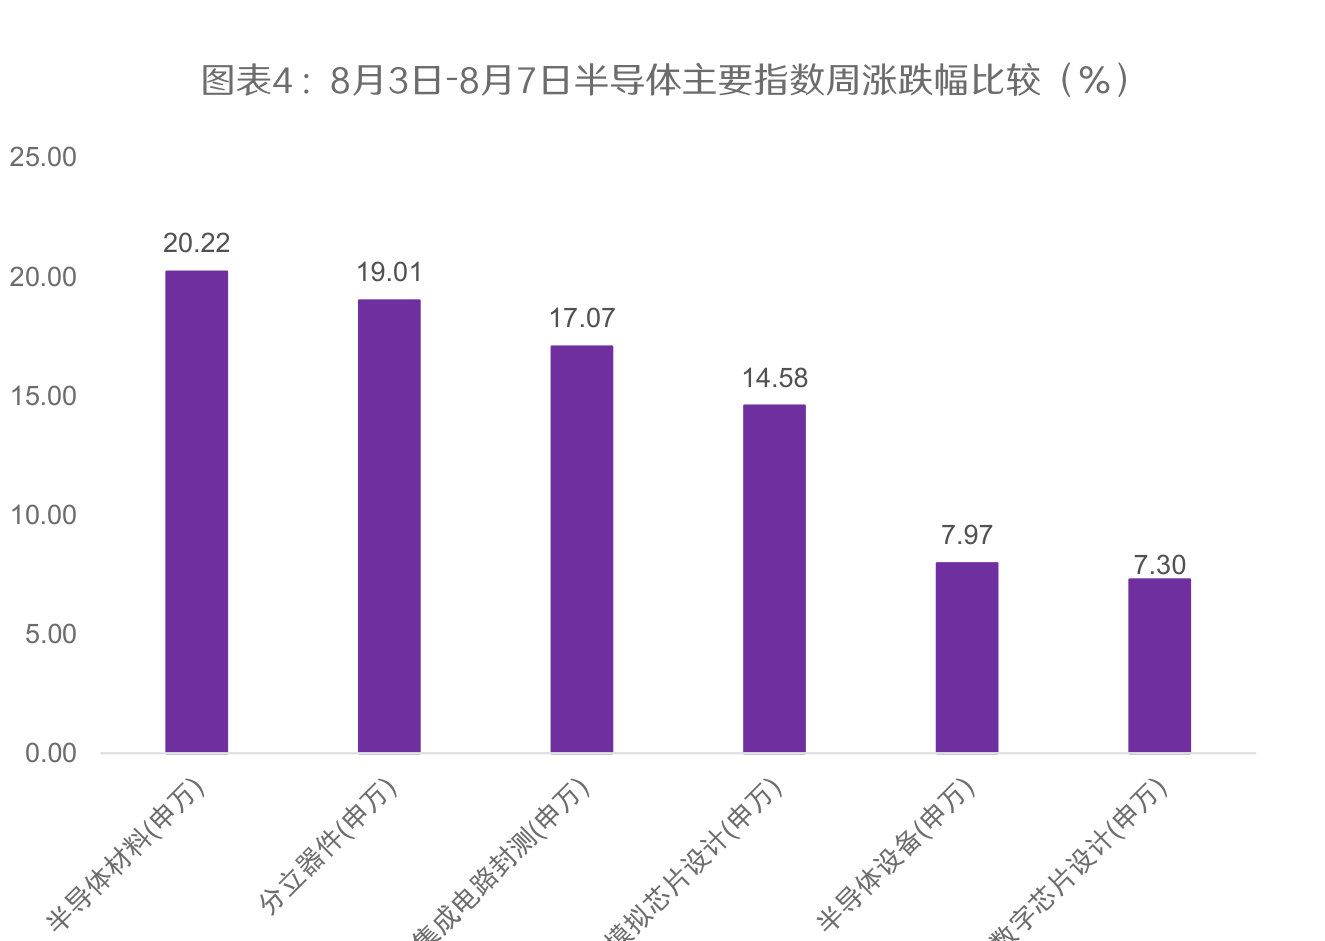 图表4：8月3日-8月7日半导体主要指数周涨跌幅比较（%）
25.00
20.00
15.00
10.00
5.00
0.00
20.22
19.01
17.07
14.58
7.97
7.30
半导体材料(申万)
分立器件(申万)
集成电路封测(申万)
模拟芯片设计(申万)
半导体设备(申万)
数字芯片设计(申万)